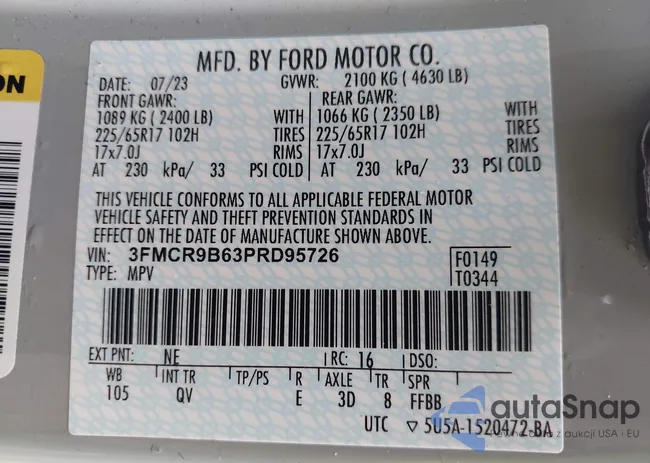 ON
MFD. BY FORD MOTOR CO.
DATE: 07/23 GVWR: 2100 KG ( 4630 LB)
FRONT GAWR: REAR GAWR:
1089 KG ( 2400 LB) WITH 1066 KG ( 2350 LB) WITH
225/65R17 102H TIRES 225/65R17 102H TIRES
17x7.0J RIMS 17x7.0J RIMS
AT 230 kPa/ 33 PSI COLD AT 230 kPa/ 33 PSI COLD
THIS VEHICLE CONFORMS TO ALL APPLICABLE FEDERAL MOTOR
VEHICLE SAFETY AND THEFT PREVENTION STANDARDS IN
EFFECT ON THE DATE OF MANUFACTURE SHOWN ABOVE.
VIN: 3FMCR9B63PRD95726 F0149
TYPE: MPV T0344
EXT PNT: NE RC: 16 DSO:
WB INT TR TP/PS R AXLE TR SPR
105 QV E 3D 8 FFBB
UTC ▽ 5U5A-1520472-BA
autoSnap
Pewne auto z aukcji USA · EU